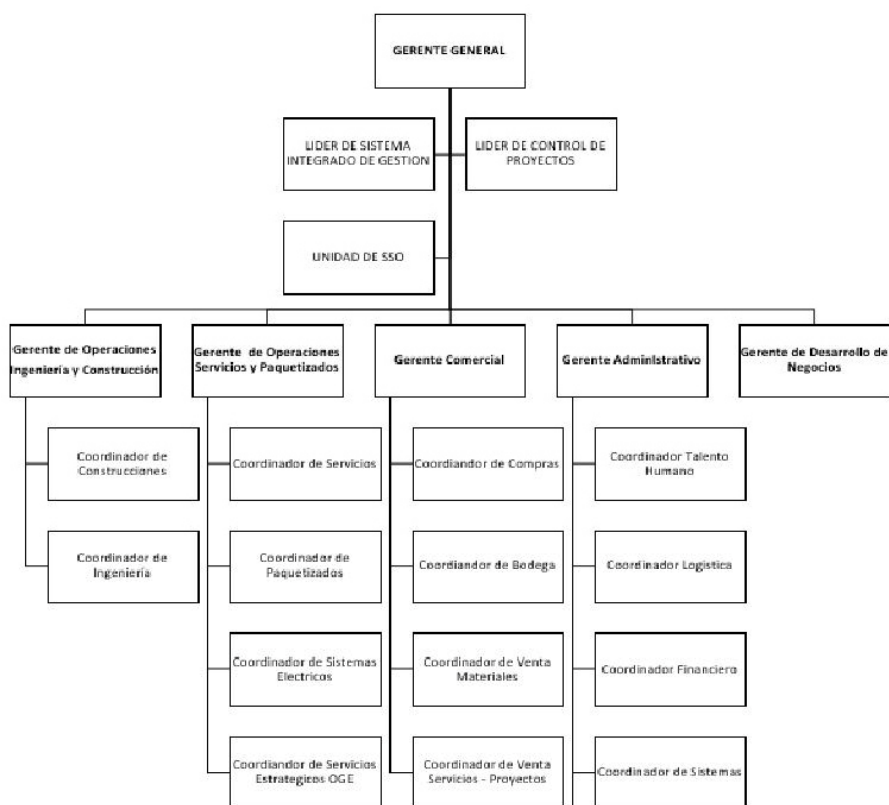 GERENTE GENERAL
LIDER DE SISTEMA
INTEGRADO DE GESTION
LIDER DE CONTROL DE
PROYECTOS
UNIDAD DE SSO
Gerente de Operaciones
Ingeniería y Construcción
Gerente de Operaciones
Servicios y Paquetizados
Gerente Comercial
Gerente Administrativo
Gerente de Desarrollo de
Negocios
Coordinador de
Construcciones
Coordinador de Servicios
Coordiandor de Compras
Coordinador Talento
Humano
Coordinador de
Ingeniería
Coordinador de
Paquetizados
Coordiandor de Bodega
Coordinador Logistica
Coordinador de Sistemas
Electricos
Coordinador de Venta
Materiales
Coordinador Financiero
Coordiandor de Servicios
Estrategicos OGE
Coordinador de Venta
Servicios - Proyectos
Coordinador de Sistemas